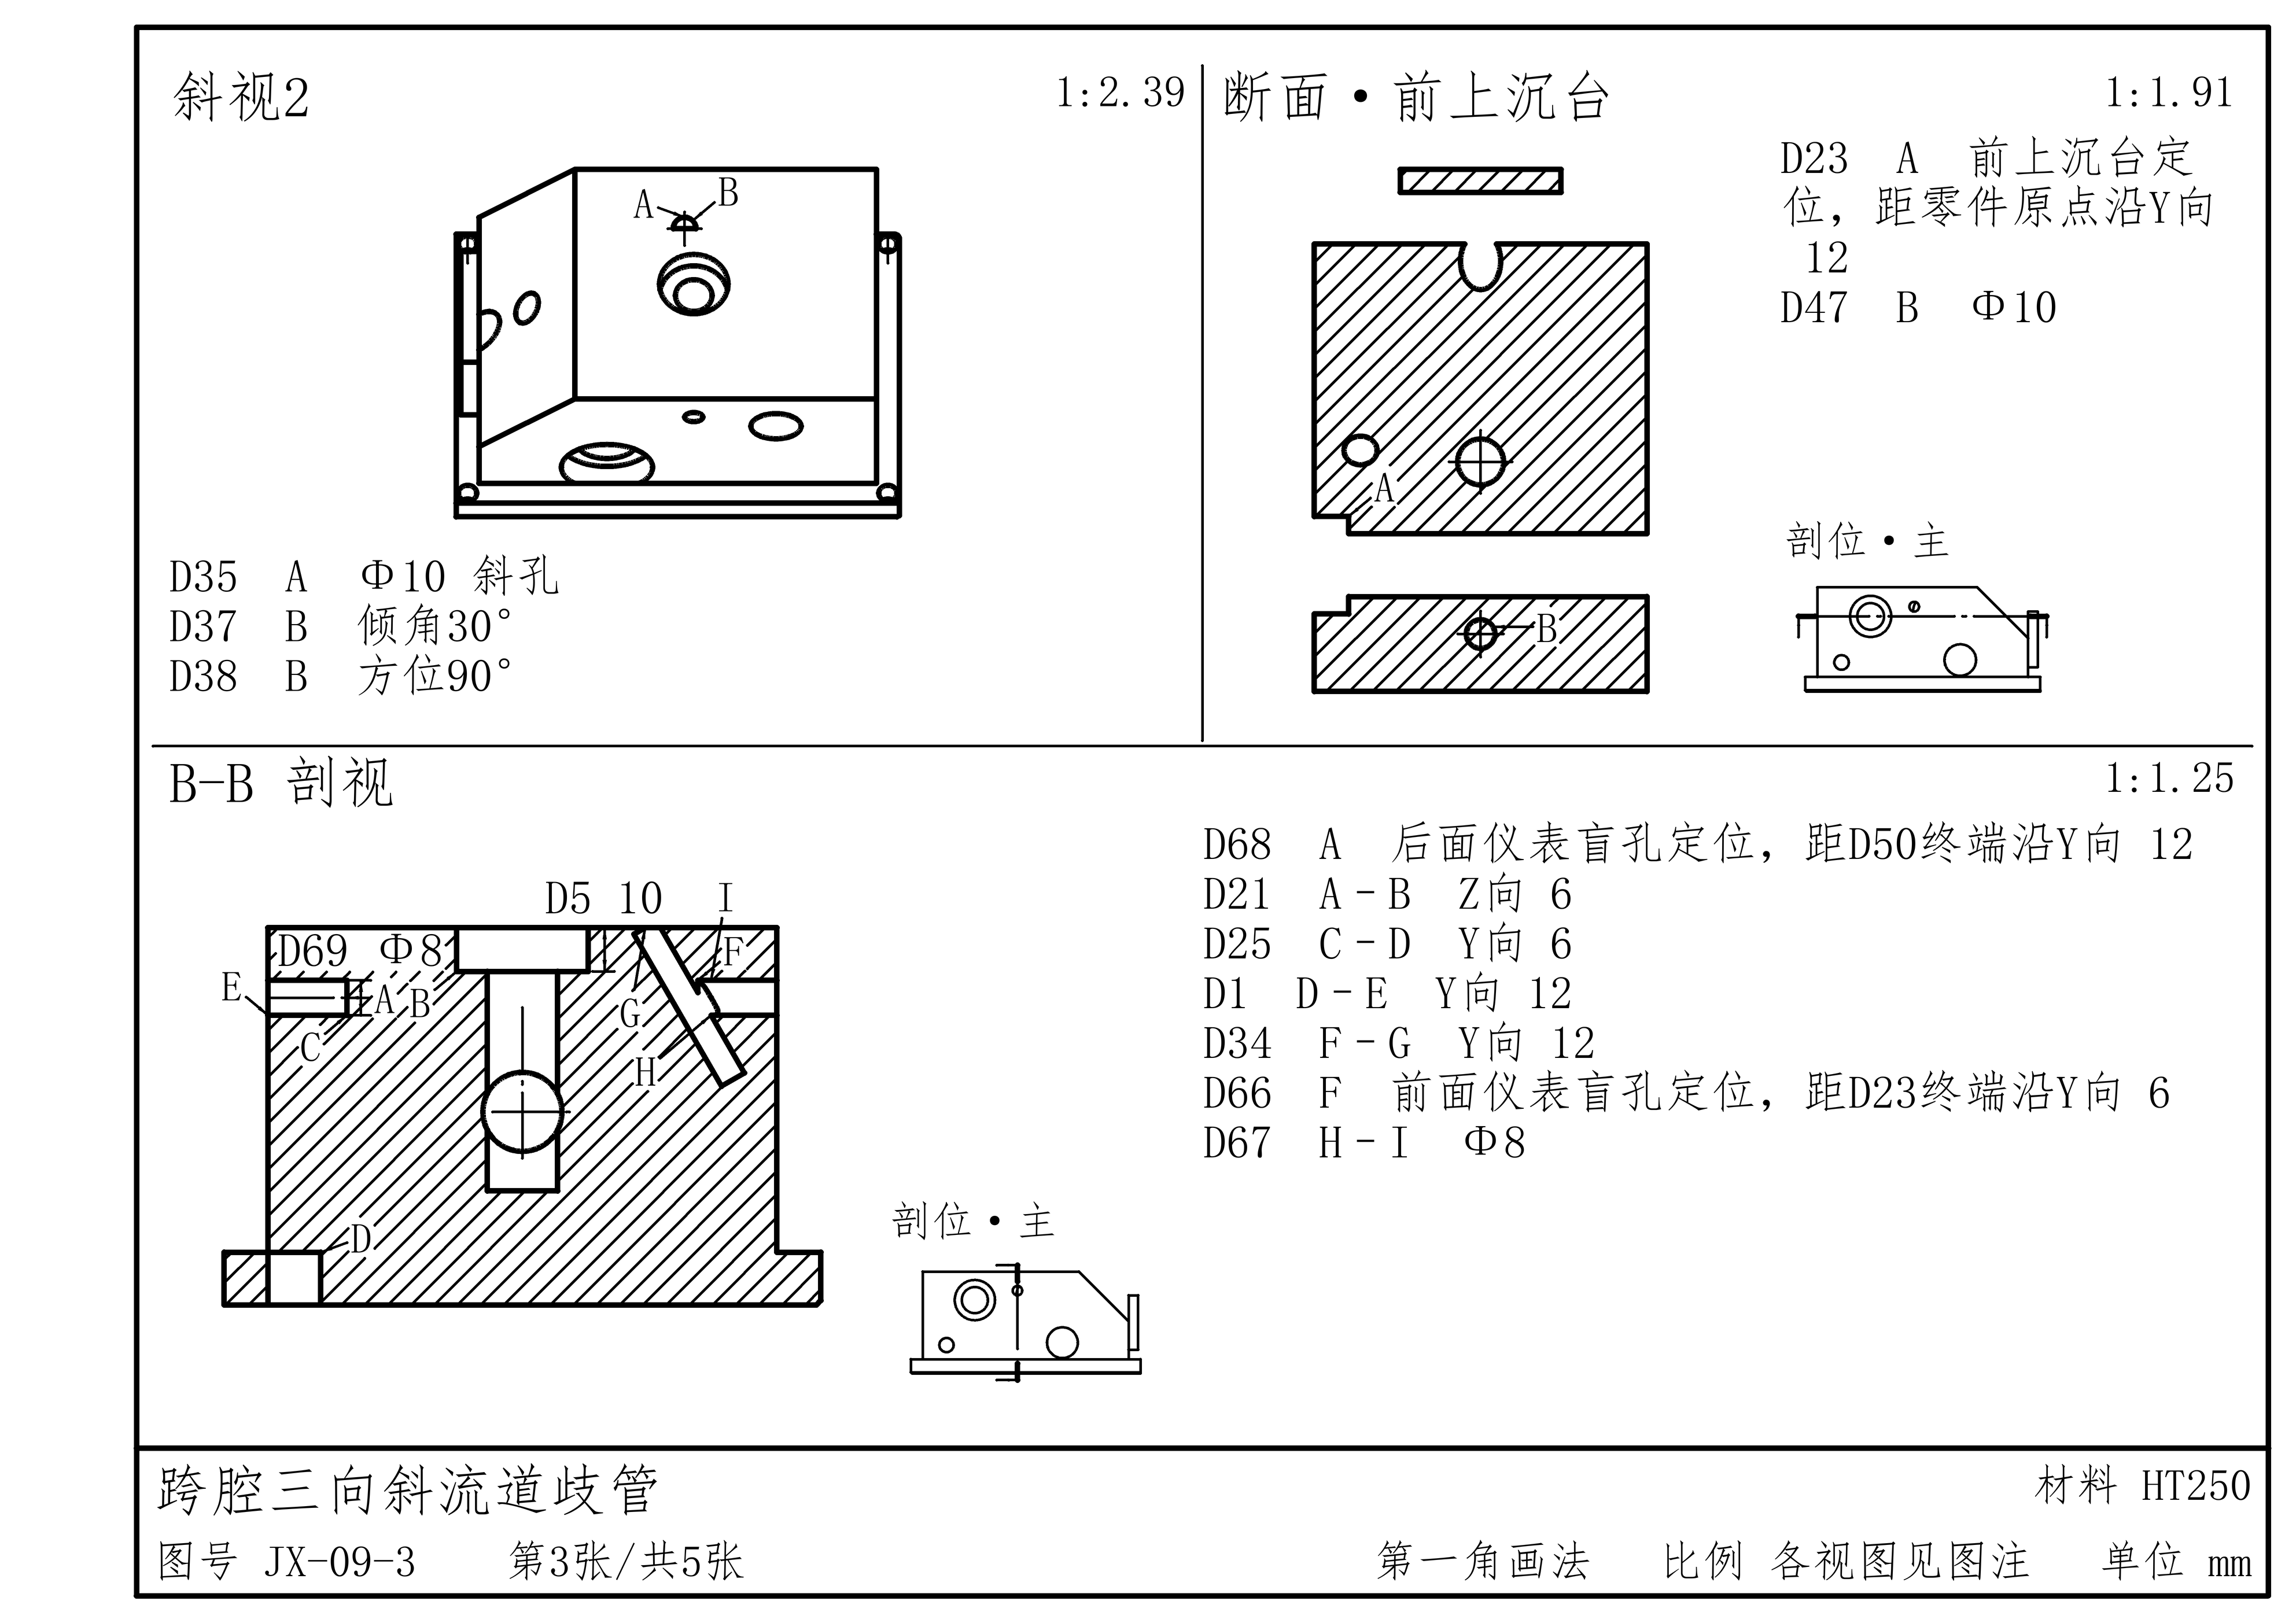 斜视2
1:2.39
A
B
D35 A Φ10 斜孔
D37 B 倾角30°
D38 B 方位90°
断面·前上沉台
1:1.91
D23 A 前上沉台定
位，距零件原点沿Y向
12
D47 B Φ10
A
B
剖位·主
B-B 剖视
1:1.25
D5 10
I
D69 Φ8
F
E
A
B
G
C
H
D
D68 A 后面仪表盲孔定位，距D50终端沿Y向 12
D21 A-B Z向 6
D25 C-D Y向 6
D1 D-E Y向 12
D34 F-G Y向 12
D66 F 前面仪表盲孔定位，距D23终端沿Y向 6
D67 H-I Φ8
剖位·主
跨腔三向斜流道歧管
材料 HT250
图号 JX-09-3 第3张/共5张
第一角画法 比例 各视图见图注 单位 mm